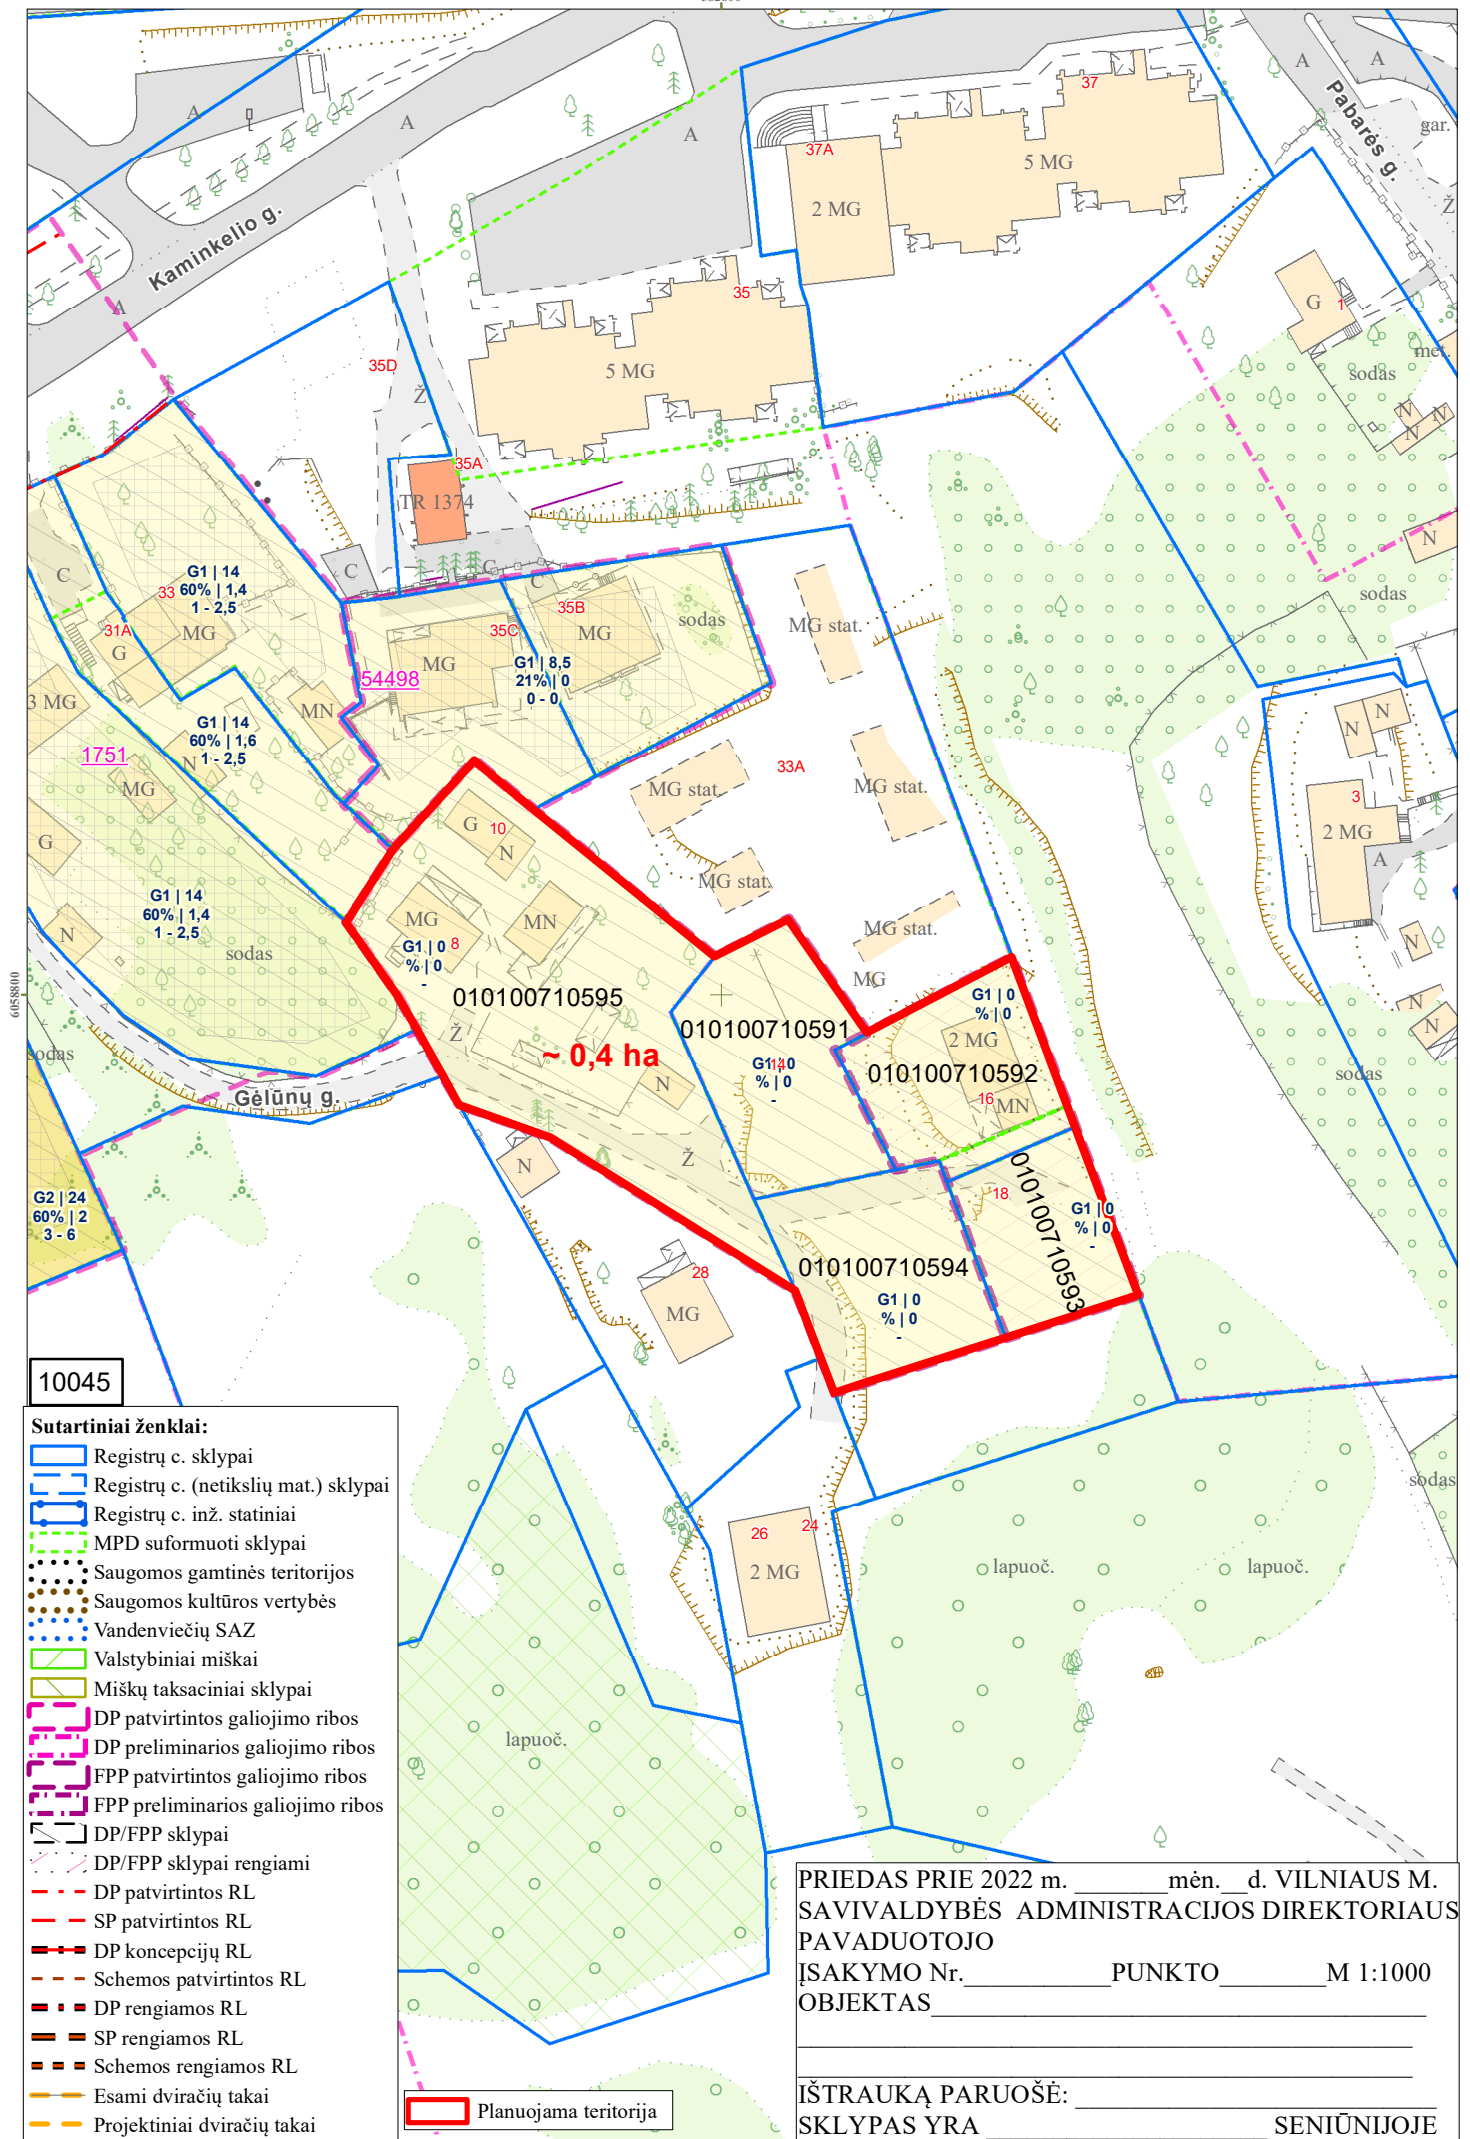 A
A
A
A
A
A
37
Pabarės g.
gar.
37A
5 MG
2 MG
Ž
Kaminkelio g.
A
35
G
1
35D
5 MG
Ž
met.
sodas
N
N
N
35A
TR 1374
N
C
C
C
C
G1 | 14
60% | 1,4
1 - 2,5
33
MG
31A
G
35B
35C
MG
MG
sodas
MG stat.
sodas
G1 | 8,5
21% | 0
0 - 0
54498
3 MG
MN
G1 | 14
60% | 1,6
1 - 2,5
N
N
N
1751
MG
33A
MG stat.
MG stat.
3
2 MG
A
G
10
N
G
MG stat.
G1 | 14
60% | 1,4
1 - 2,5
MG
8
MN
G1 | 0
% | 0
-
MG stat.
N
N
sodas
MG
6058800
010100710595
G1 | 0
% | 0
-
N
N
Ž
~ 0,4 ha
010100710591
2 MG
sodas
G1 | 0
% | 0
-
14
010100710592
sodas
N
16
MN
Gėlūnų g.
Ž
N
010100710593
18
G1 | 0
% | 0
-
G2 | 24
60% | 2
3 - 6
010100710594
28
G1 | 0
% | 0
-
MG
10045
sodas
26
24
2 MG
lapuoč.
lapuoč.
lapuoč.
Sutartiniai ženklai:
Registrų c. sklypai
Registrų c. (netikslių mat.) sklypai
Registrų c. inž. statiniai
MPD suformuoti sklypai
Saugomos gamtinės teritorijos
Saugomos kultūros vertybės
Vandenviečių SAZ
Valstybiniai miškai
Miškų taksaciniai sklypai
DP patvirtintos galiojimo ribos
DP preliminarios galiojimo ribos
FPP patvirtintos galiojimo ribos
FPP preliminarios galiojimo ribos
DP/FPP sklypai
DP/FPP sklypai rengiami
DP patvirtintos RL
SP patvirtintos RL
DP koncepcijų RL
Schemos patvirtintos RL
DP rengiamos RL
SP rengiamos RL
Schemos rengiamos RL
Esami dviračių takai
Projektiniai dviračių takai
Planuojama teritorija
PRIEDAS PRIE 2022 m. _______mėn.__d. VILNIAUS M.
SAVIVALDYBĖS ADMINISTRACIJOS DIREKTORIAUS
PAVADUOTOJO
ĮSAKYMO Nr.___________PUNKTO________M 1:1000
OBJEKTAS____________________________________
IŠTRAUKĄ PARUOŠĖ: __________________________
SKLYPAS YRA ____________________ SENIŪNIJOJE